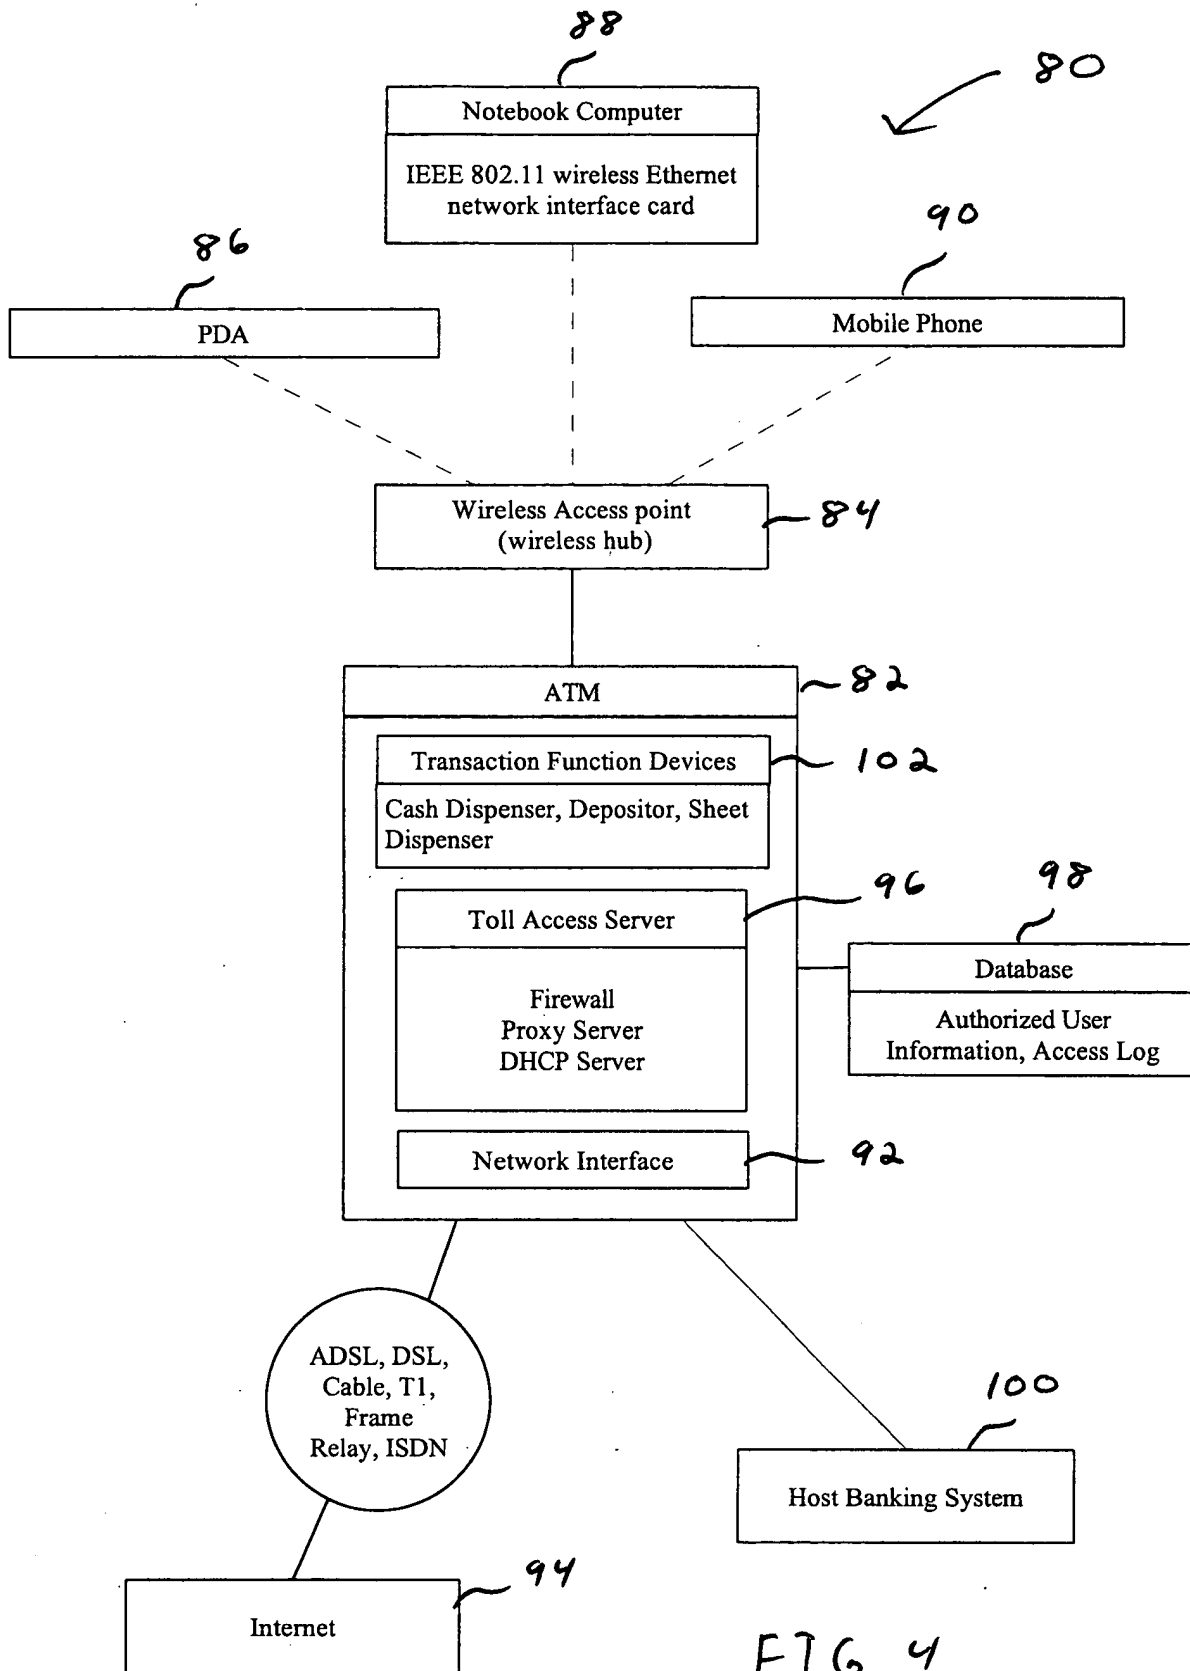 88
80
Notebook Computer
IEEE 802.11 wireless Ethernet
network interface card
90
86
PDA
Mobile Phone
Wireless Access point
(wireless hub)
84
ATM
82
Transaction Function Devices
102
Cash Dispenser, Depositor, Sheet
Dispenser
96
98
Toll Access Server
Database
Firewall
Proxy Server
DHCP Server
Authorized User
Information, Access Log
Network Interface
92
ADSL, DSL,
Cable, T1,
Frame
Relay, ISDN
100
Host Banking System
94
Internet
FIG 4